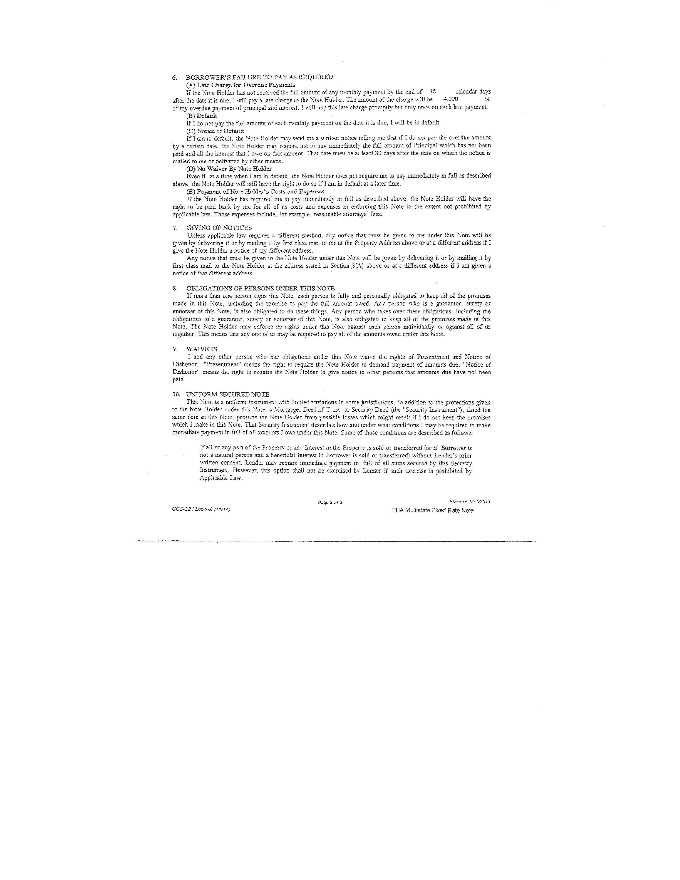 6. BORROWER'S FAILURE TO PAY AS REQUIRED
(A) Late Charge for Overdue Payments
If the Note Holder has not received the full amount of any monthly payment by the end of 15 calendar days
after the date it is due, I will pay a late charge to the Note Holder. The amount of the charge will be 4.000 %
of my overdue payment of principal and interest. I will pay this late charge promptly but only once on each late payment.
(B) Default
If I do not pay the full amount of each monthly payment on the date it is due, I will be in default.
(C) Notice of Default
If I am in default, the Note Holder may send me a written notice telling me that if I do not pay the overdue amount
by a certain date, the Note Holder may require me to pay immediately the full amount of Principal which has not been
paid and all the interest that I owe on that amount. That date must be at least 30 days after the date on which the notice is
mailed to me or delivered by other means.
(D) No Waiver By Note Holder
Even if, at a time when I am in default, the Note Holder does not require me to pay immediately in full as described
above, the Note Holder will still have the right to do so if I am in default at a later time.
(E) Payment of Note Holder's Costs and Expenses
If the Note Holder has required me to pay immediately in full as described above, the Note Holder will have the
right to be paid back by me for all of its costs and expenses in enforcing this Note to the extent not prohibited by
applicable law. Those expenses include, for example, reasonable attorneys' fees.
7. GIVING OF NOTICES
Unless applicable law requires a different method, any notice that must be given to me under this Note will be
given by delivering it or by mailing it by first class mail to me at the Property Address above or at a different address if I
give the Note Holder a notice of my different address.
Any notice that must be given to the Note Holder under this Note will be given by delivering it or by mailing it by
first class mail to the Note Holder at the address stated in Section 3(A) above or at a different address if I am given a
notice of that different address.
8. OBLIGATIONS OF PERSONS UNDER THIS NOTE
If more than one person signs this Note, each person is fully and personally obligated to keep all of the promises
made in this Note, including the promise to pay the full amount owed. Any person who is a guarantor, surety or
endorser of this Note, is also obligated to do these things. Any person who takes over these obligations, including the
obligations of a guarantor, surety or endorser of this Note, is also obligated to keep all of the promises made in this
Note. The Note Holder may enforce its rights under this Note against each person individually or against all of us
together. This means that any one of us may be required to pay all of the amounts owed under this Note.
9. WAIVERS
I and any other person who has obligations under this Note waive the rights of Presentment and Notice of
Dishonor. "Presentment" means the right to require the Note Holder to demand payment of amounts due. "Notice of
Dishonor" means the right to require the Note Holder to give notice to other persons that amounts due have not been
paid.
10. UNIFORM SECURED NOTE
This Note is a uniform instrument with limited variations in some jurisdictions. In addition to the protections given
to the Note Holder under this Note, a Mortgage, Deed of Trust, or Security Deed (the "Security Instrument"), dated the
same date as this Note, protects the Note Holder from possible losses which might result if I do not keep the promises
which I make in this Note. That Security Instrument describes how and under what conditions I may be required to make
immediate payment in full of all amounts I owe under this Note. Some of those conditions are described as follows:
If all or any part of the Property or any Interest in the Property is sold or transferred (or if Borrower is
not a natural person and a beneficial interest in Borrower is sold or transferred) without Lender's prior
written consent, Lender may require immediate payment in full of all sums secured by this Security
Instrument. However, this option shall not be exercised by Lender if such exercise is prohibited by
Applicable Law.
Page 2 of 3
FHA Multistate Fixed Rate Note